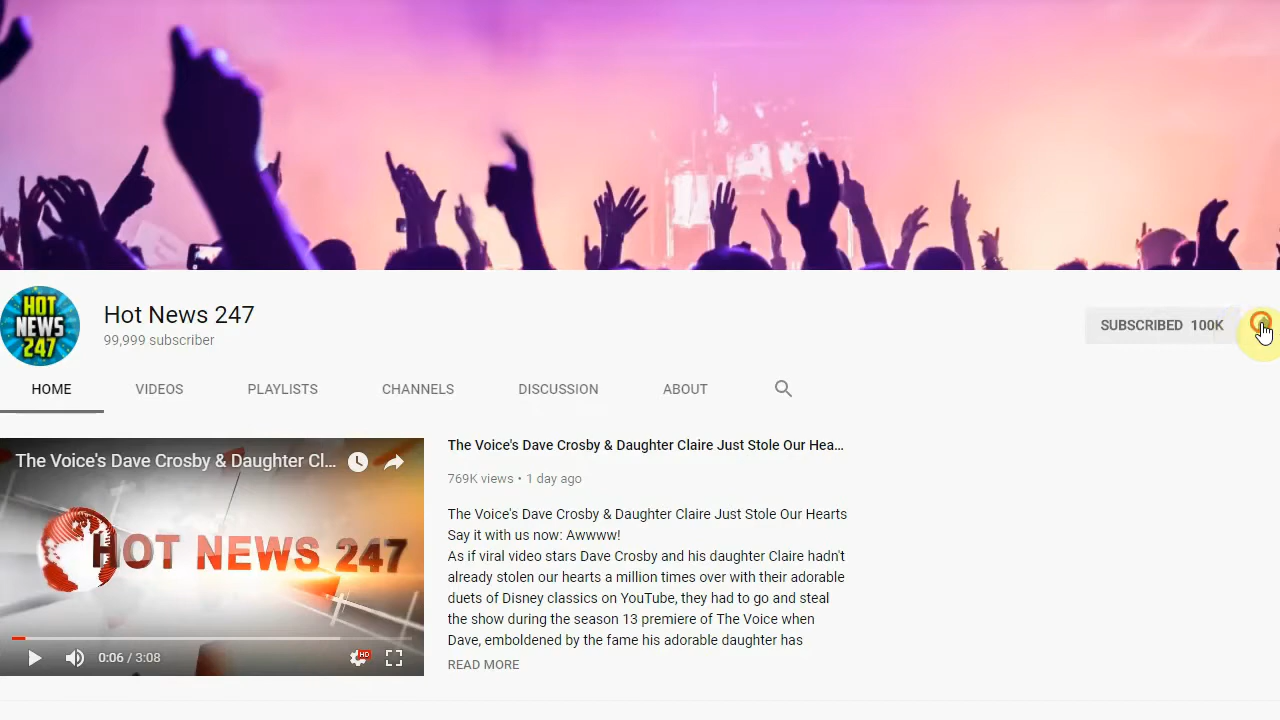 HOT
NEWS
247
Hot News 247
99,999 subscriber
SUBSCRIBED 100K
HOME VIDEOS PLAYLISTS CHANNELS DISCUSSION ABOUT
The Voice's Dave Crosby & Daughter Cl...
HOT NEWS 247
0:06 / 3:08
HD
The Voice's Dave Crosby & Daughter Claire Just Stole Our Hea...
769K views • 1 day ago
The Voice's Dave Crosby & Daughter Claire Just Stole Our Hearts
Say it with us now: Awwww!
As if viral video stars Dave Crosby and his daughter Claire hadn't
already stolen our hearts a million times over with their adorable
duets of Disney classics on YouTube, they had to go and steal
the show during the season 13 premiere of The Voice when
Dave, emboldened by the fame his adorable daughter has
READ MORE